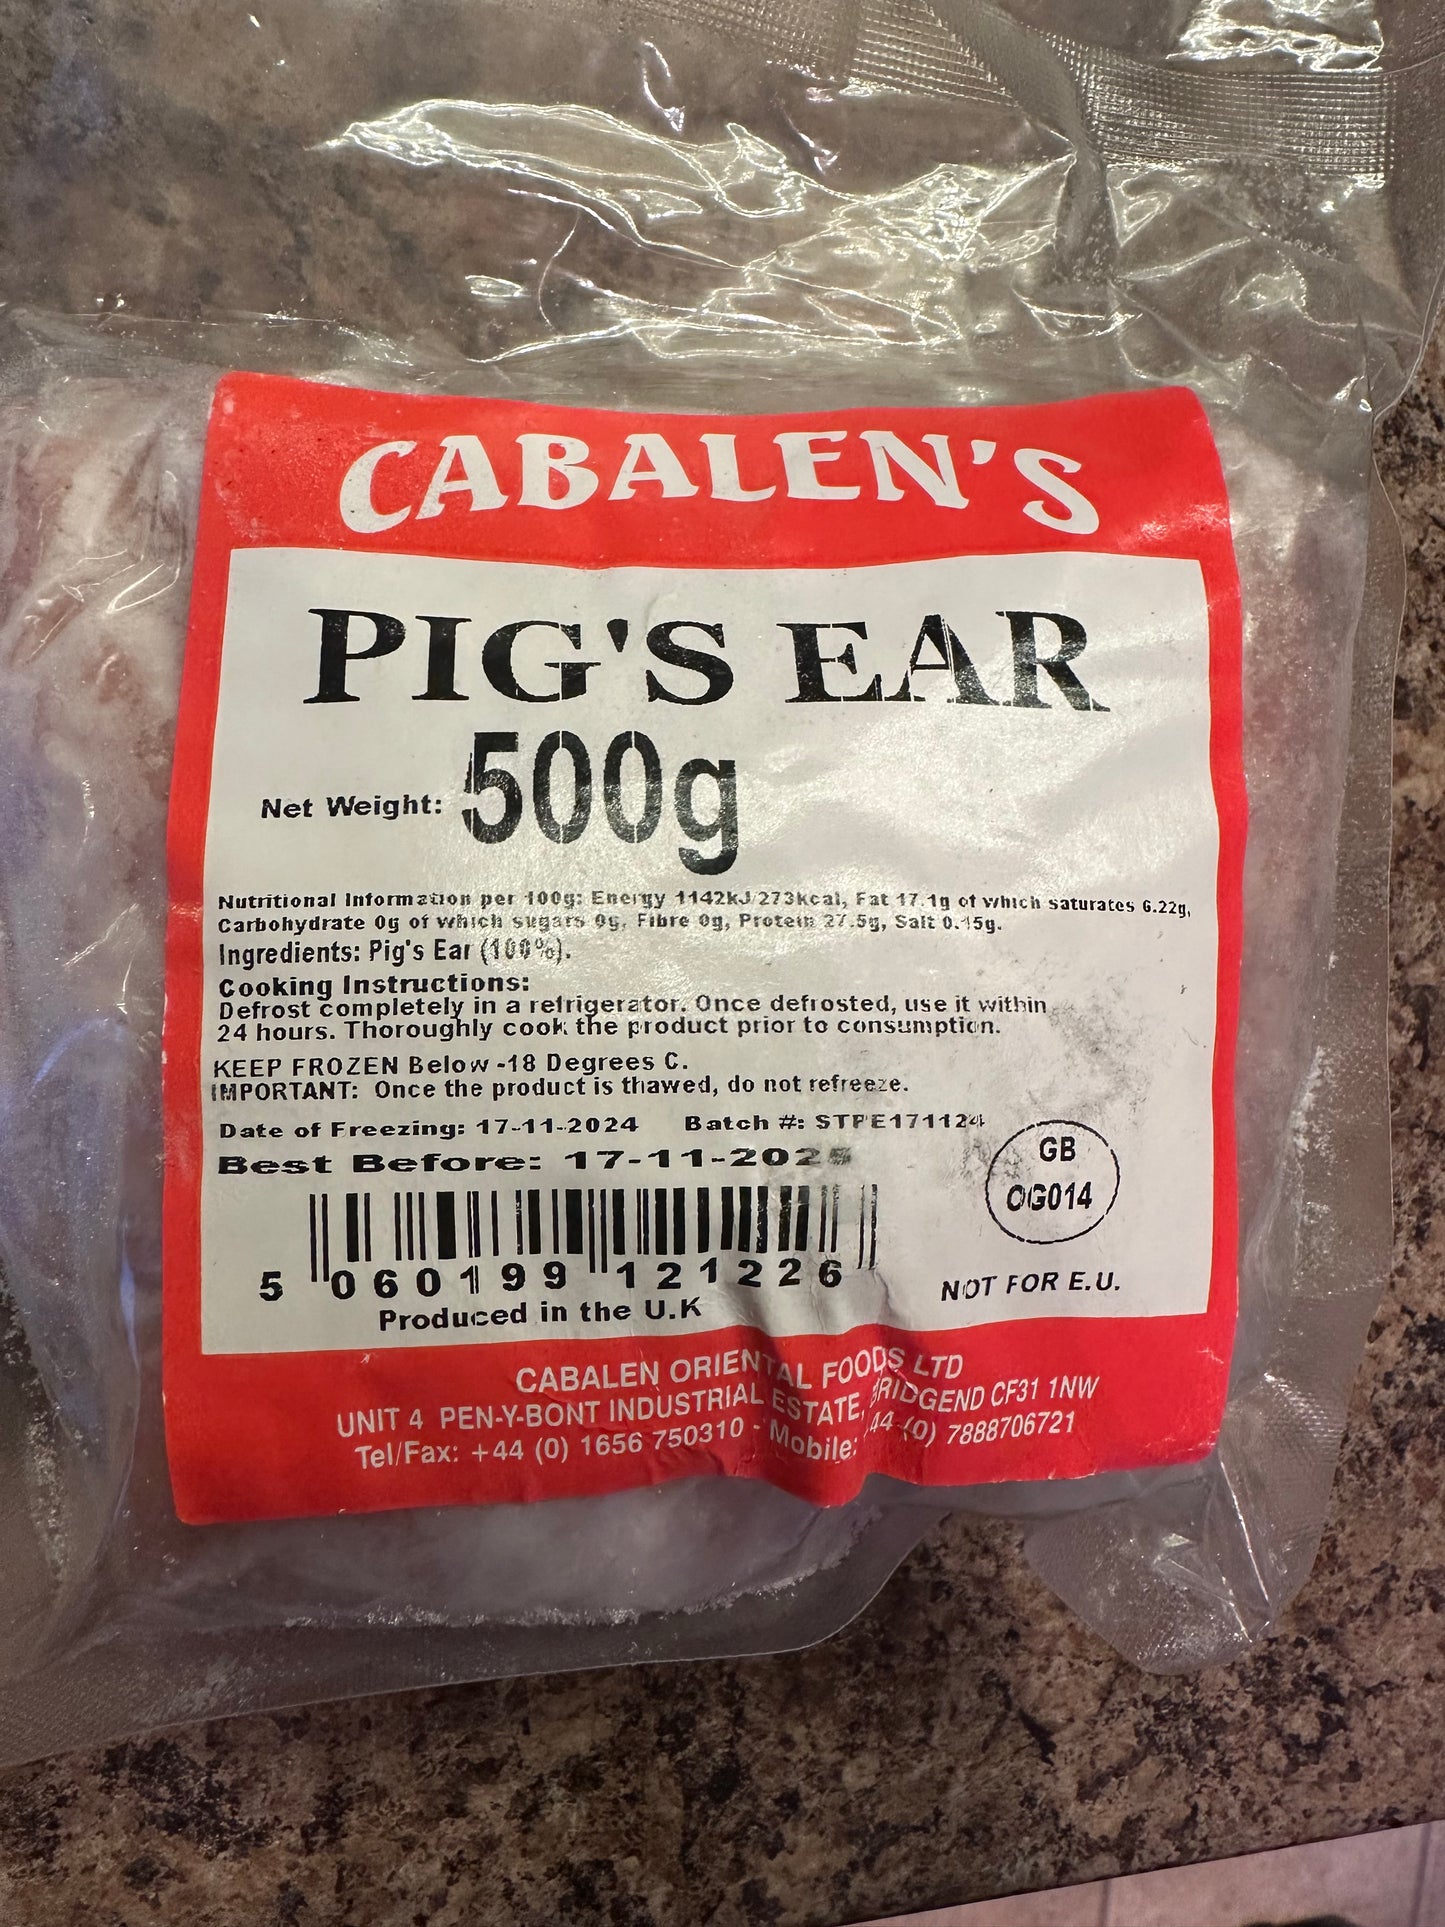 CABALEN'S
PIG'S EAR
Net Weight: 500g
Nutritional Information per 100g: Energy 1142kJ/273kcal, Fat 17.1g of which saturates 6.22g,
Carbohydrate 0g of which sugars 0g, Fibre 0g, Protein 27.5g, Salt 0.15g.
Ingredients: Pig's Ear (100%).
Cooking Instructions:
Defrost completely in a refrigerator. Once defrosted, use it within
24 hours. Thoroughly cook the product prior to consumption.
KEEP FROZEN Below -18 Degrees C.
IMPORTANT: Once the product is thawed, do not refreeze.
Date of Freezing: 17-11-2024 Batch #: STPE171124
Best Before: 17-11-2025
GB
OG014
5 060199 121226
NOT FOR E.U.
Produced in the U.K
CABALEN ORIENTAL FOODS LTD
UNIT 4 PEN-Y-BONT INDUSTRIAL ESTATE, BRIDGEND CF31 1NW
Tel/Fax: +44 (0) 1656 750310 - Mobile: +44 (0) 7888706721